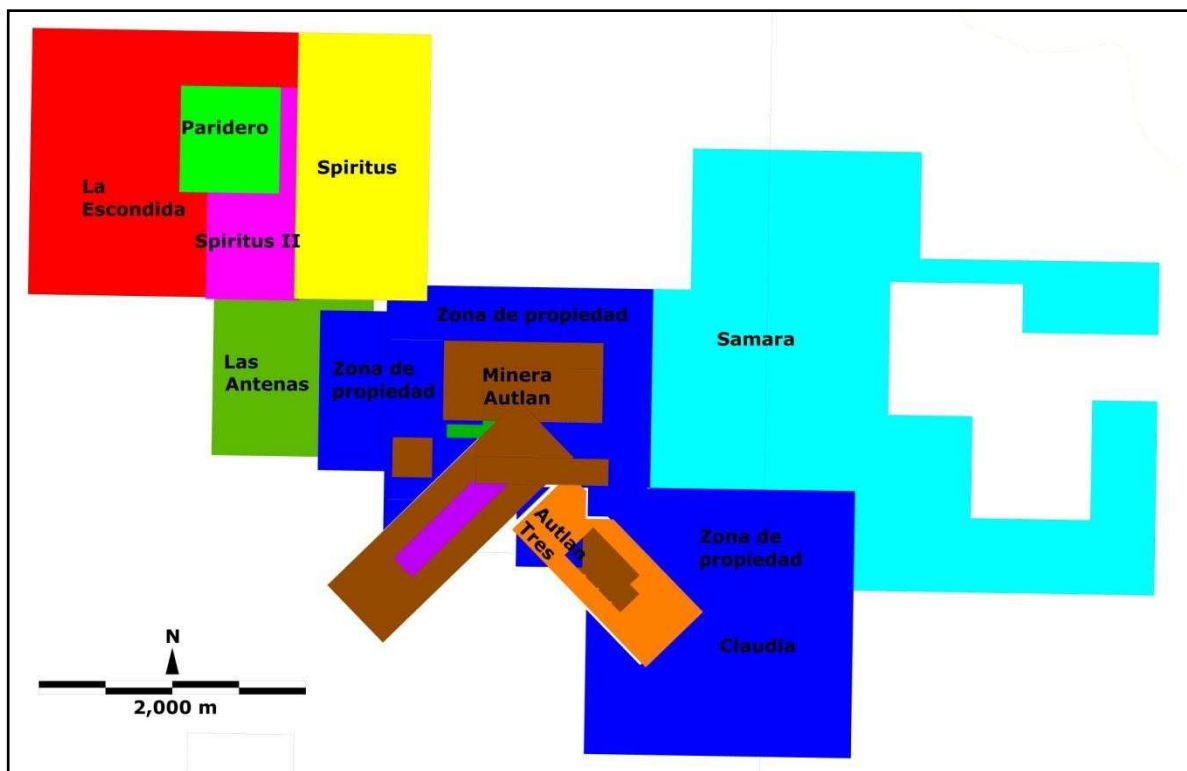 Paridero
Spiritus
La
Escondida
Spiritus II
Zona de propiedad
Samara
Las
Antenas
Zona de
propiedad
Minera
Autlan
Autlan
Tres
Zona de
propiedad
Claudia
N
2,000 m